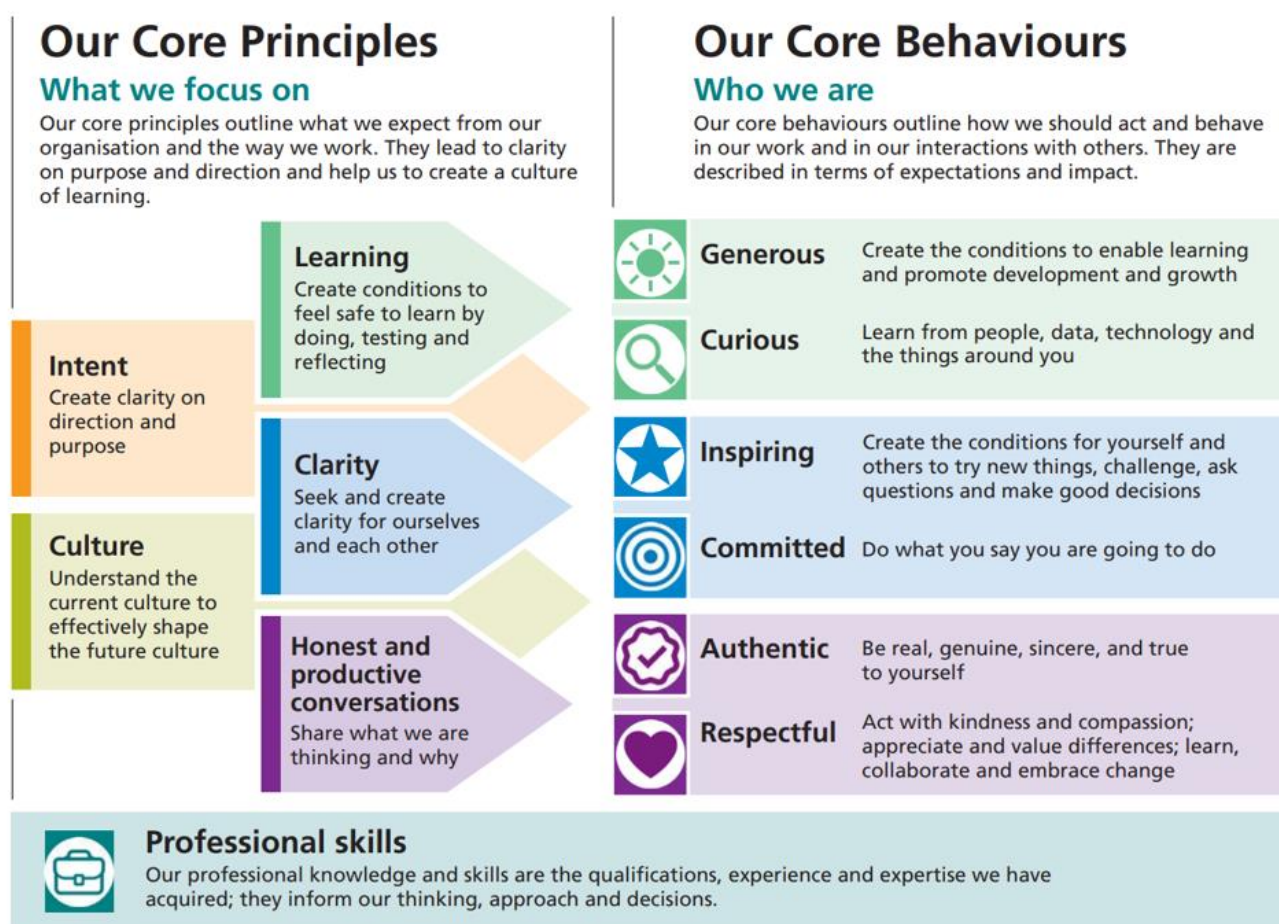 Our Core Principles
What we focus on
Our core principles outline what we expect from our
organisation and the way we work. They lead to clarity
on purpose and direction and help us to create a culture
of learning.
Intent
Create clarity on
direction and
purpose
Culture
Understand the
current culture to
effectively shape
the future culture
Learning
Create conditions to
feel safe to learn by
doing, testing and
reflecting
Clarity
Seek and create
clarity for ourselves
and each other
Honest and
productive
conversations
Share what we are
thinking and why
Our Core Behaviours
Who we are
Our core behaviours outline how we should act and behave
in our work and in our interactions with others. They are
described in terms of expectations and impact.
Generous
Create the conditions to enable learning
and promote development and growth
Curious
Learn from people, data, technology and
the things around you
Inspiring
Create the conditions for yourself and
others to try new things, challenge, ask
questions and make good decisions
Committed
Do what you say you are going to do
Authentic
Be real, genuine, sincere, and true
to yourself
Respectful
Act with kindness and compassion;
appreciate and value differences; learn,
collaborate and embrace change
Professional skills
Our professional knowledge and skills are the qualifications, experience and expertise we have
acquired; they inform our thinking, approach and decisions.